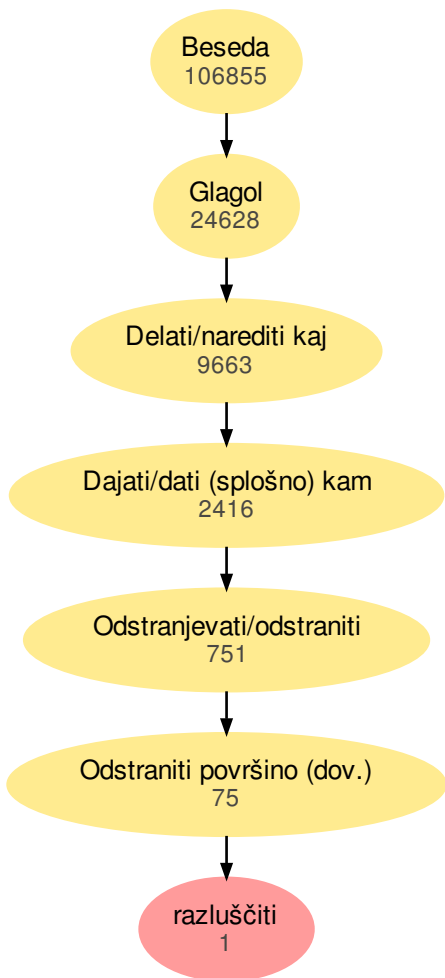 Beseda
106855
Glagol
24628
Delati/narediti kaj
9663
Dajati/dati (splošno) kam
2416
Odstranjevati/odstraniti
751
Odstraniti površino (dov.)
75
razluščiti
1